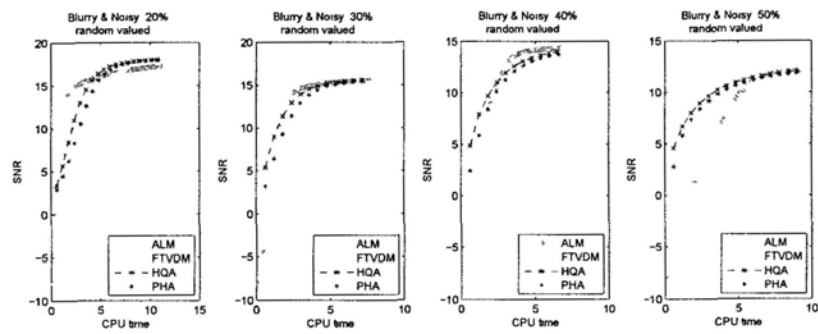 Blurry & Noisy 20%
random valued
20
15
10
5
0
−5
−10
0
5
10
15
SNR
CPU time
ALM
FTVDM
HQA
PHA
Blurry & Noisy 30%
random valued
20
15
10
5
0
−5
−10
0
5
10
SNR
CPU time
ALM
FTVDM
HQA
PHA
Blurry & Noisy 40%
random valued
15
10
5
0
−5
−10
0
5
10
SNR
CPU time
ALM
FTVDM
HQA
PHA
Blurry & Noisy 50%
random valued
15
10
5
0
−5
−10
0
5
10
SNR
CPU time
ALM
FTVDM
HQA
PHA